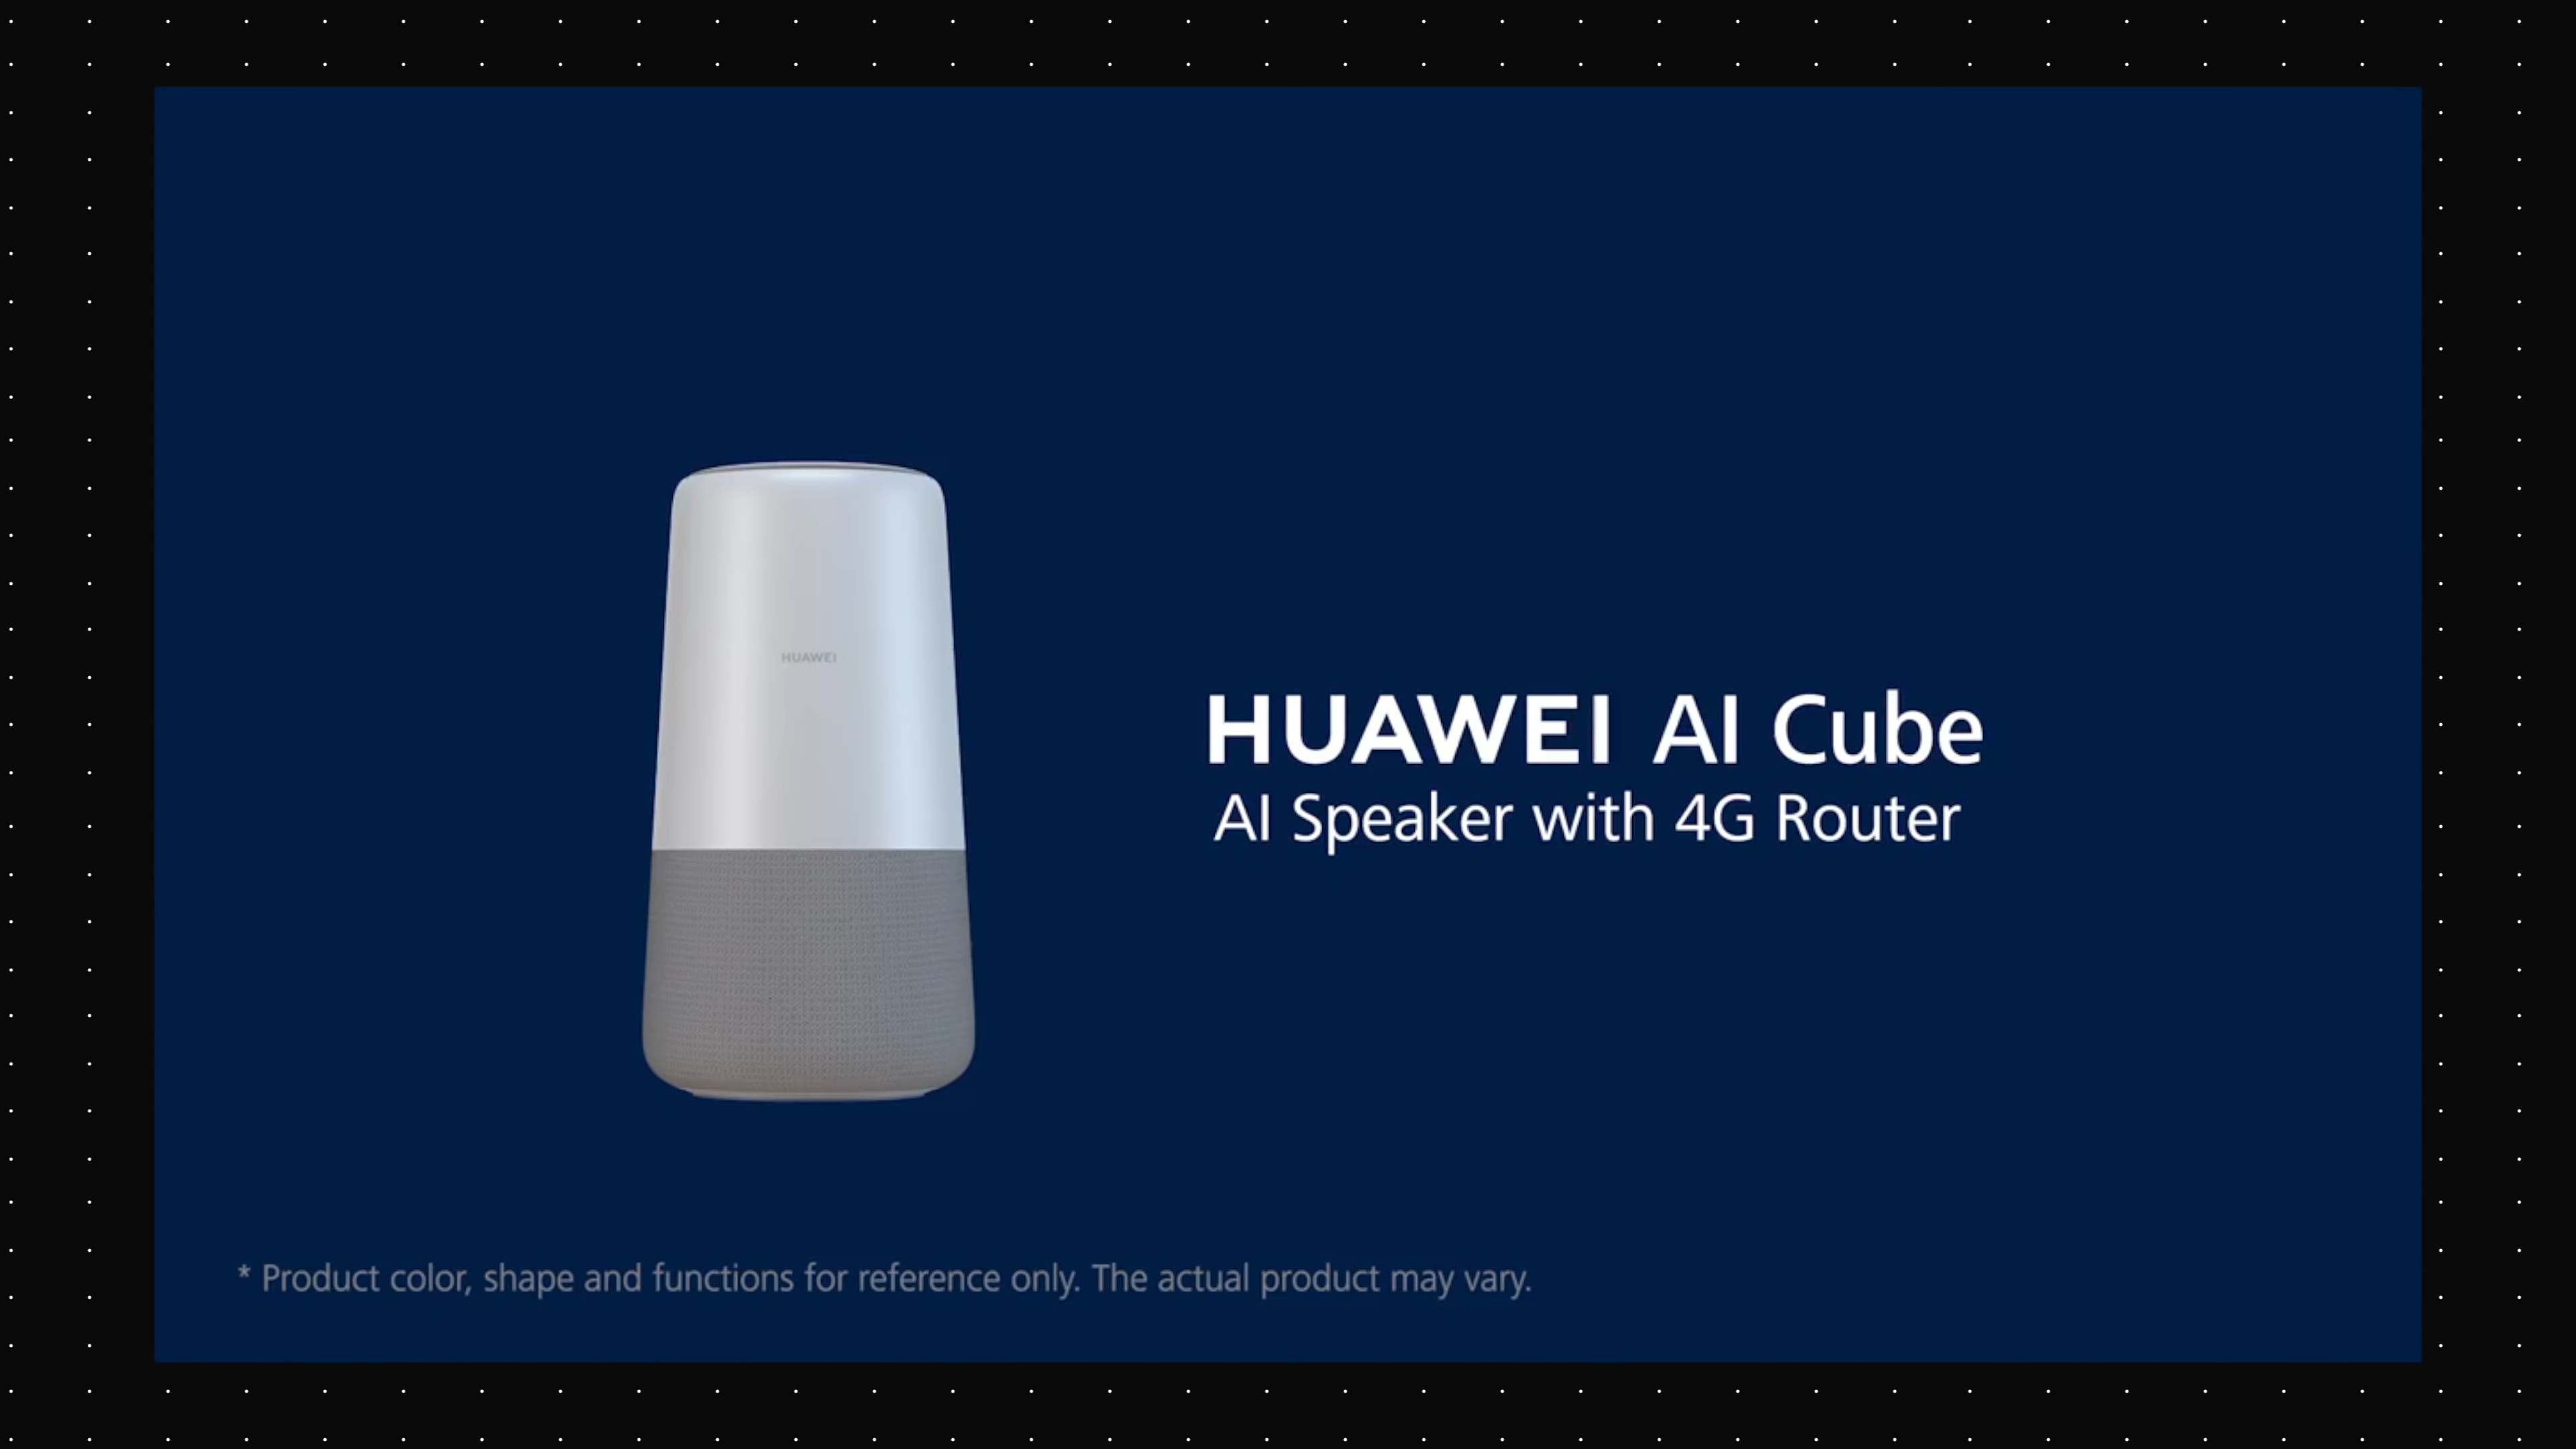 HUAWEI
HUAWEI AI Cube
AI Speaker with 4G Router
* Product color, shape and functions for reference only. The actual product may vary.